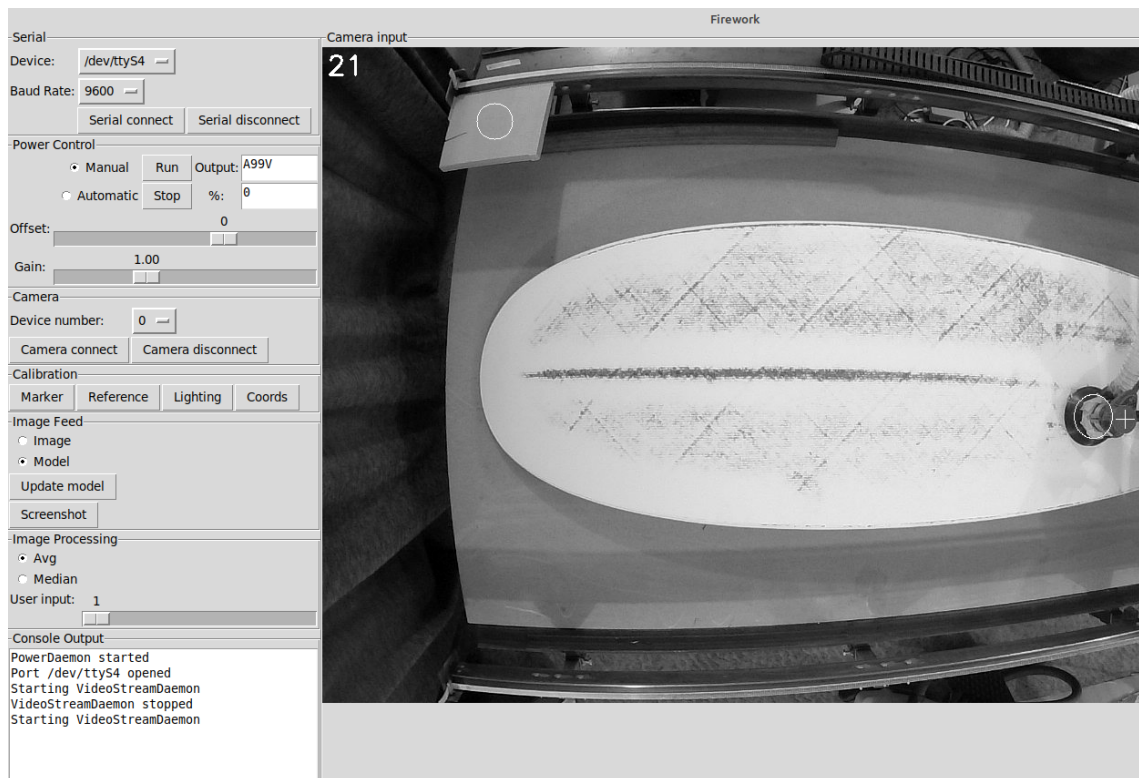 Firework
Serial
Device: /dev/ttyS4
Baud Rate: 9600
Serial connect Serial disconnect
Power Control
Manual Run Output: A99V
Automatic Stop %: 0
0
Offset:
1.00
Gain:
Camera
Device number: 0
Camera connect Camera disconnect
Calibration
Marker Reference Lighting Coords
Image Feed
Image
Model
Update model
Screenshot
Image Processing
Avg
Median
User input: 1
Console Output
PowerDaemon started
Port /dev/ttyS4 opened
Starting VideoStreamDaemon
VideoStreamDaemon stopped
Starting VideoStreamDaemon
Camera input
21